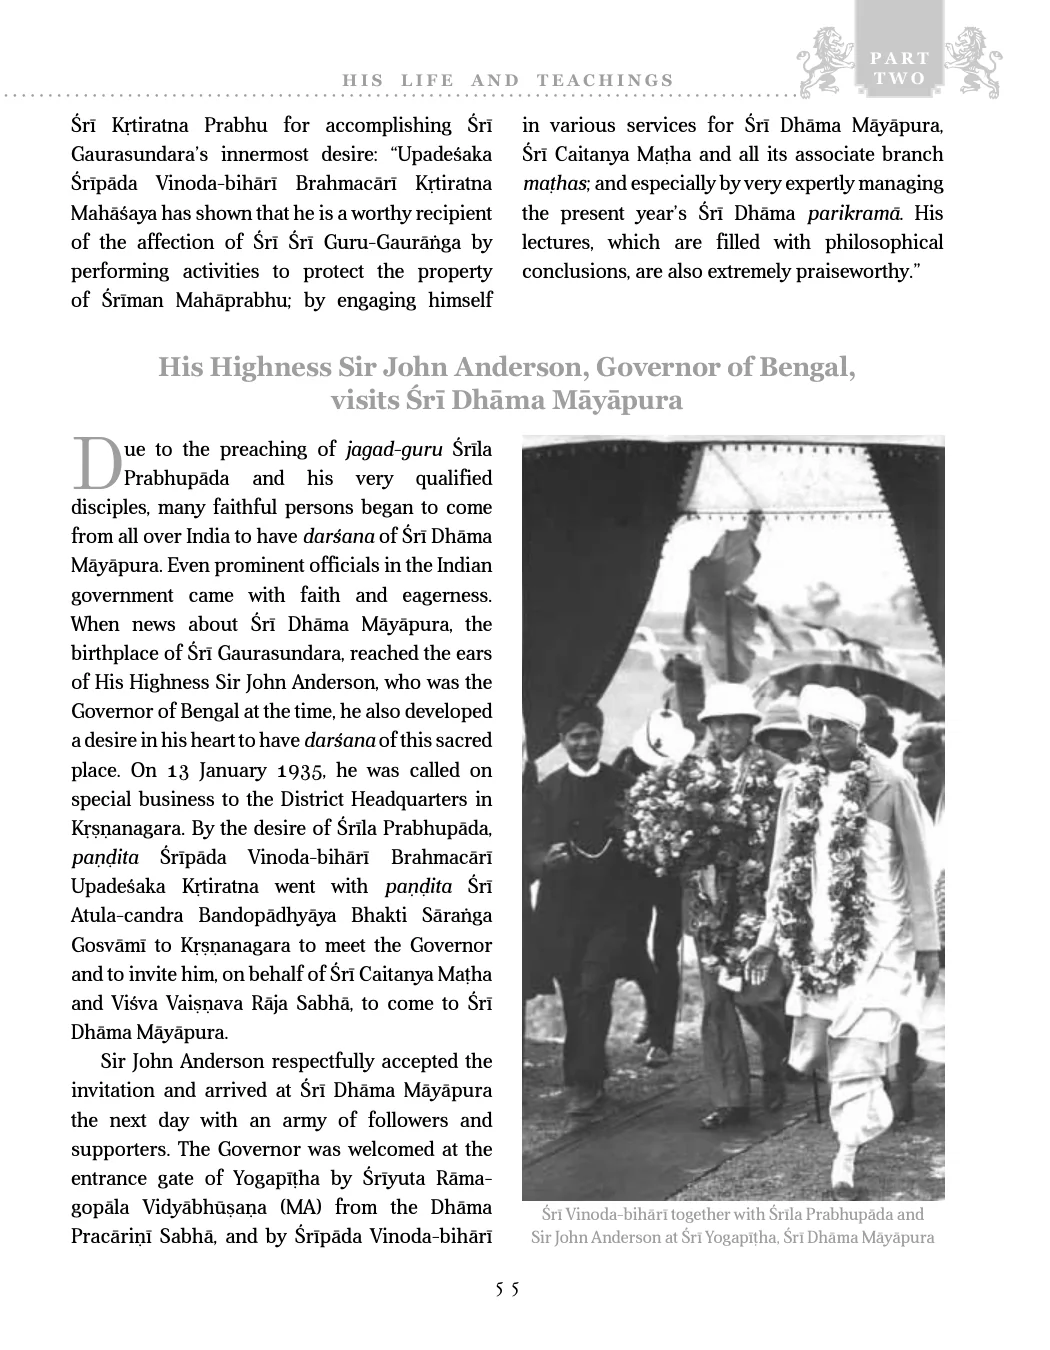 HIS LIFE AND TEACHINGS
PART
TWO
Śrī Kṛtiratna Prabhu for accomplishing Śrī
Gaurasundara’s innermost desire: “Upadeśaka
Śrīpāda Vinoda-bihārī Brahmacārī Kṛtiratna
Mahāśaya has shown that he is a worthy recipient
of the affection of Śrī Śrī Guru-Gaurāṅga by
performing activities to protect the property
of Śrīman Mahāprabhu; by engaging himself
in various services for Śrī Dhāma Māyāpura,
Śrī Caitanya Maṭha and all its associate branch
maṭhas; and especially by very expertly managing
the present year’s Śrī Dhāma parikramā. His
lectures, which are filled with philosophical
conclusions, are also extremely praiseworthy.”
His Highness Sir John Anderson, Governor of Bengal,
visits Śrī Dhāma Māyāpura
Due to the preaching of jagad-guru Śrīla
Prabhupāda and his very qualified
disciples, many faithful persons began to come
from all over India to have darśana of Śrī Dhāma
Māyāpura. Even prominent officials in the Indian
government came with faith and eagerness.
When news about Śrī Dhāma Māyāpura, the
birthplace of Śrī Gaurasundara, reached the ears
of His Highness Sir John Anderson, who was the
Governor of Bengal at the time, he also developed
a desire in his heart to have darśana of this sacred
place. On 13 January 1935, he was called on
special business to the District Headquarters in
Kṛṣṇanagara. By the desire of Śrīla Prabhupāda,
paṇḍita Śrīpāda Vinoda-bihārī Brahmacārī
Upadeśaka Kṛtiratna went with paṇḍita Śrī
Atula-candra Bandopādhyāya Bhakti Sāraṅga
Gosvāmī to Kṛṣṇanagara to meet the Governor
and to invite him, on behalf of Śrī Caitanya Maṭha
and Viśva Vaiṣṇava Rāja Sabhā, to come to Śrī
Dhāma Māyāpura.
Sir John Anderson respectfully accepted the
invitation and arrived at Śrī Dhāma Māyāpura
the next day with an army of followers and
supporters. The Governor was welcomed at the
entrance gate of Yogapīṭha by Śrīyuta Rāma-
gopāla Vidyābhūṣaṇa (MA) from the Dhāma
Pracāriṇī Sabhā, and by Śrīpāda Vinoda-bihārī
Śrī Vinoda-bihārī together with Śrīla Prabhupāda and
Sir John Anderson at Śrī Yogapīṭha, Śrī Dhāma Māyāpura
55